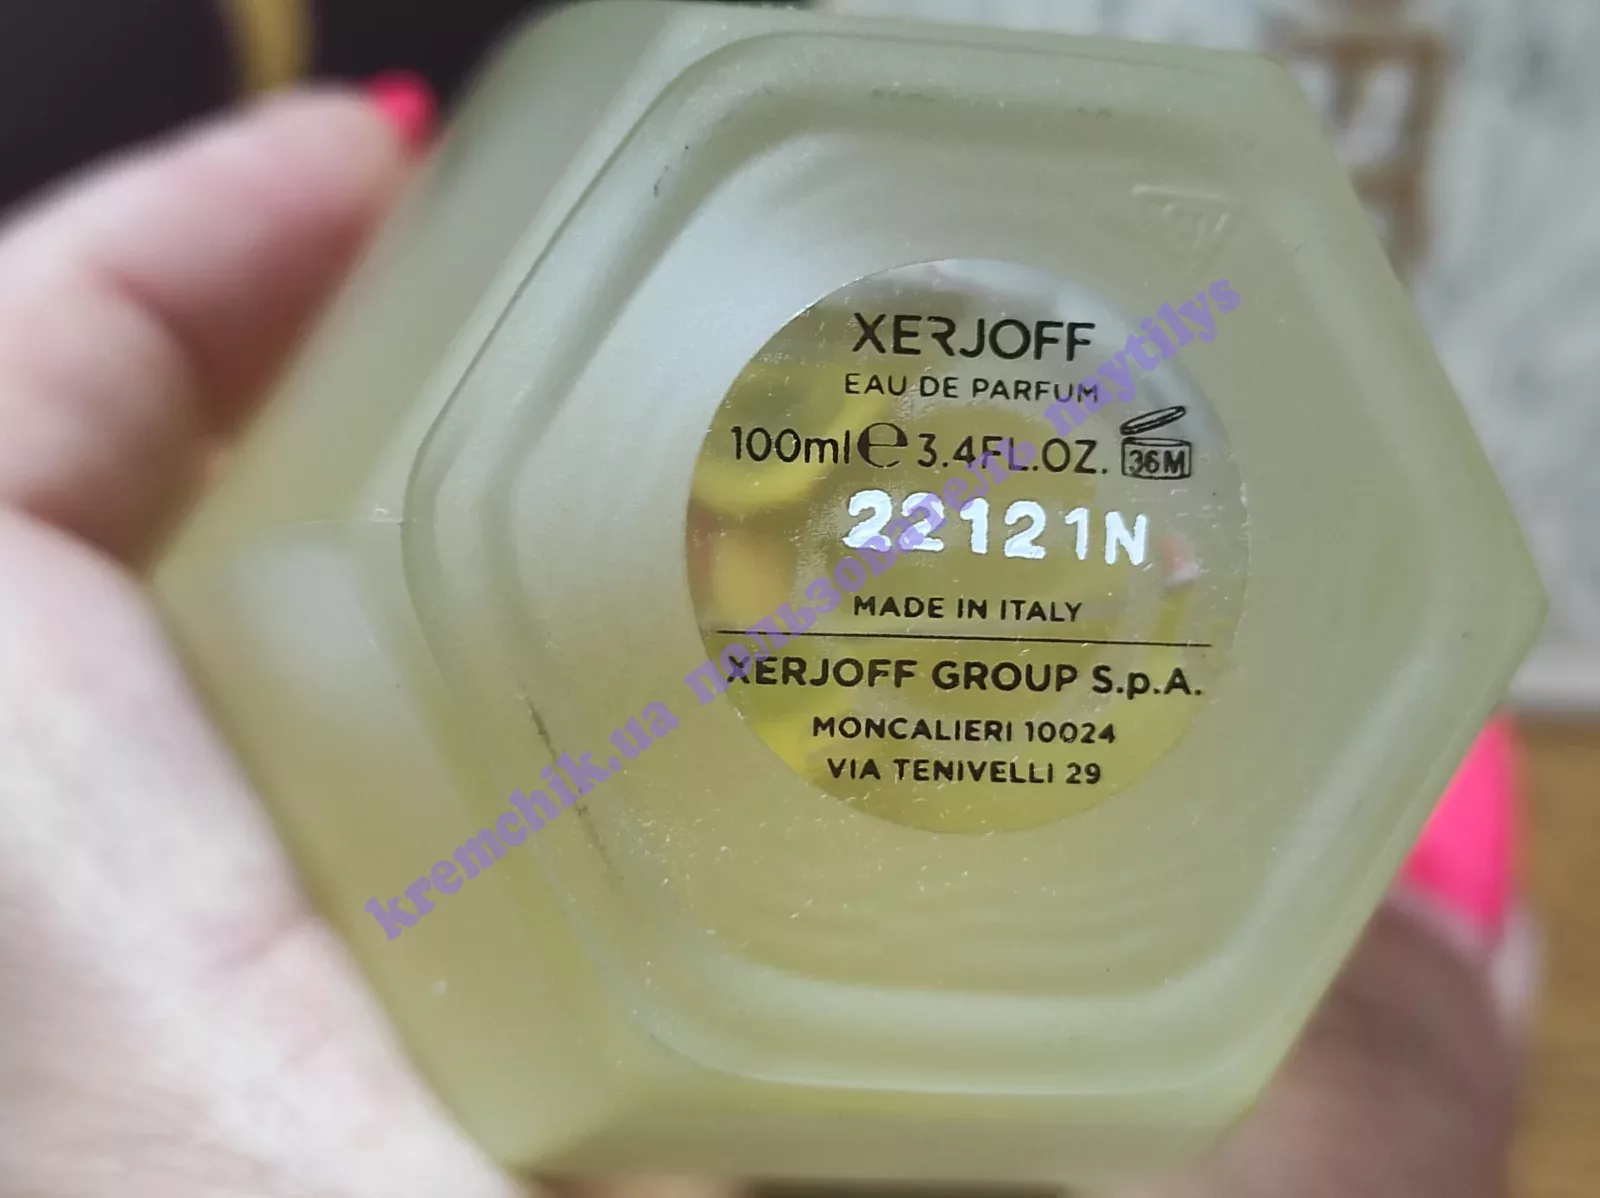 XERJOFF
EAU DE PARFUM
100ml e 3.4FL.OZ. 36M
22121N
MADE IN ITALY
XERJOFF GROUP S.p.A.
MONCALIERI 10024
VIA TENIVELLI 29
kremchik.ua пользователь naytilys